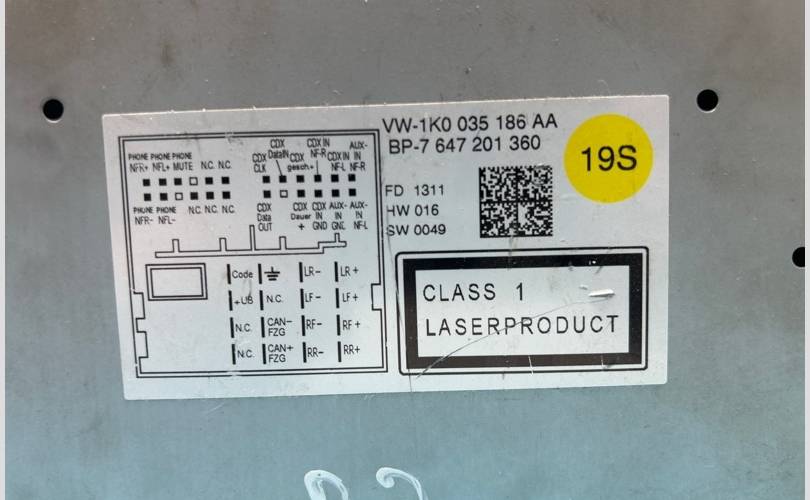 VW-1K0 035 186 AA
BP-7 647 201 360
19S
FD 1311
HW 016
SW 0049
CLASS 1
LASERPRODUCT
PHONE PHONE PHONE
NFR+ NFL+ MUTE N.C. N.C.
CDX CLK
CDX DataIN
CDX gesch.+
CDX IN NF-R
CDX IN NF-L
AUX-IN NF-R
PHONE PHONE
NFR- NFL- N.C. N.C. N.C.
CDX Data OUT
CDX Dauer +
CDX IN GND
AUX-IN GND
AUX-IN NF-L
Code LR- LR+
+UB N.C. LF- LF+
N.C. CAN- FZG RF- RF+
N.C. CAN+ FZG RR- RR+